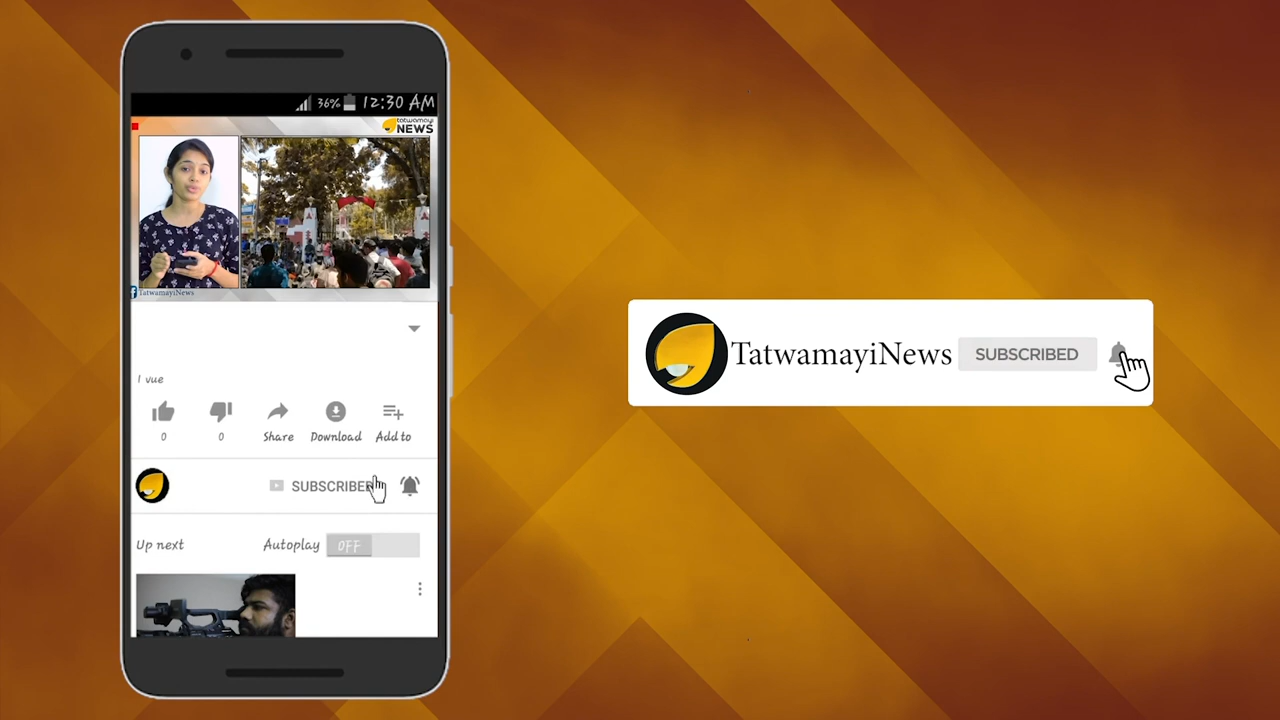 36% 12:30 AM
tatwamayi
NEWS
TatwamayiNews
1 vue
0 0 Share Download Add to
SUBSCRIBED
Up next Autoplay OFF
TatwamayiNews SUBSCRIBED